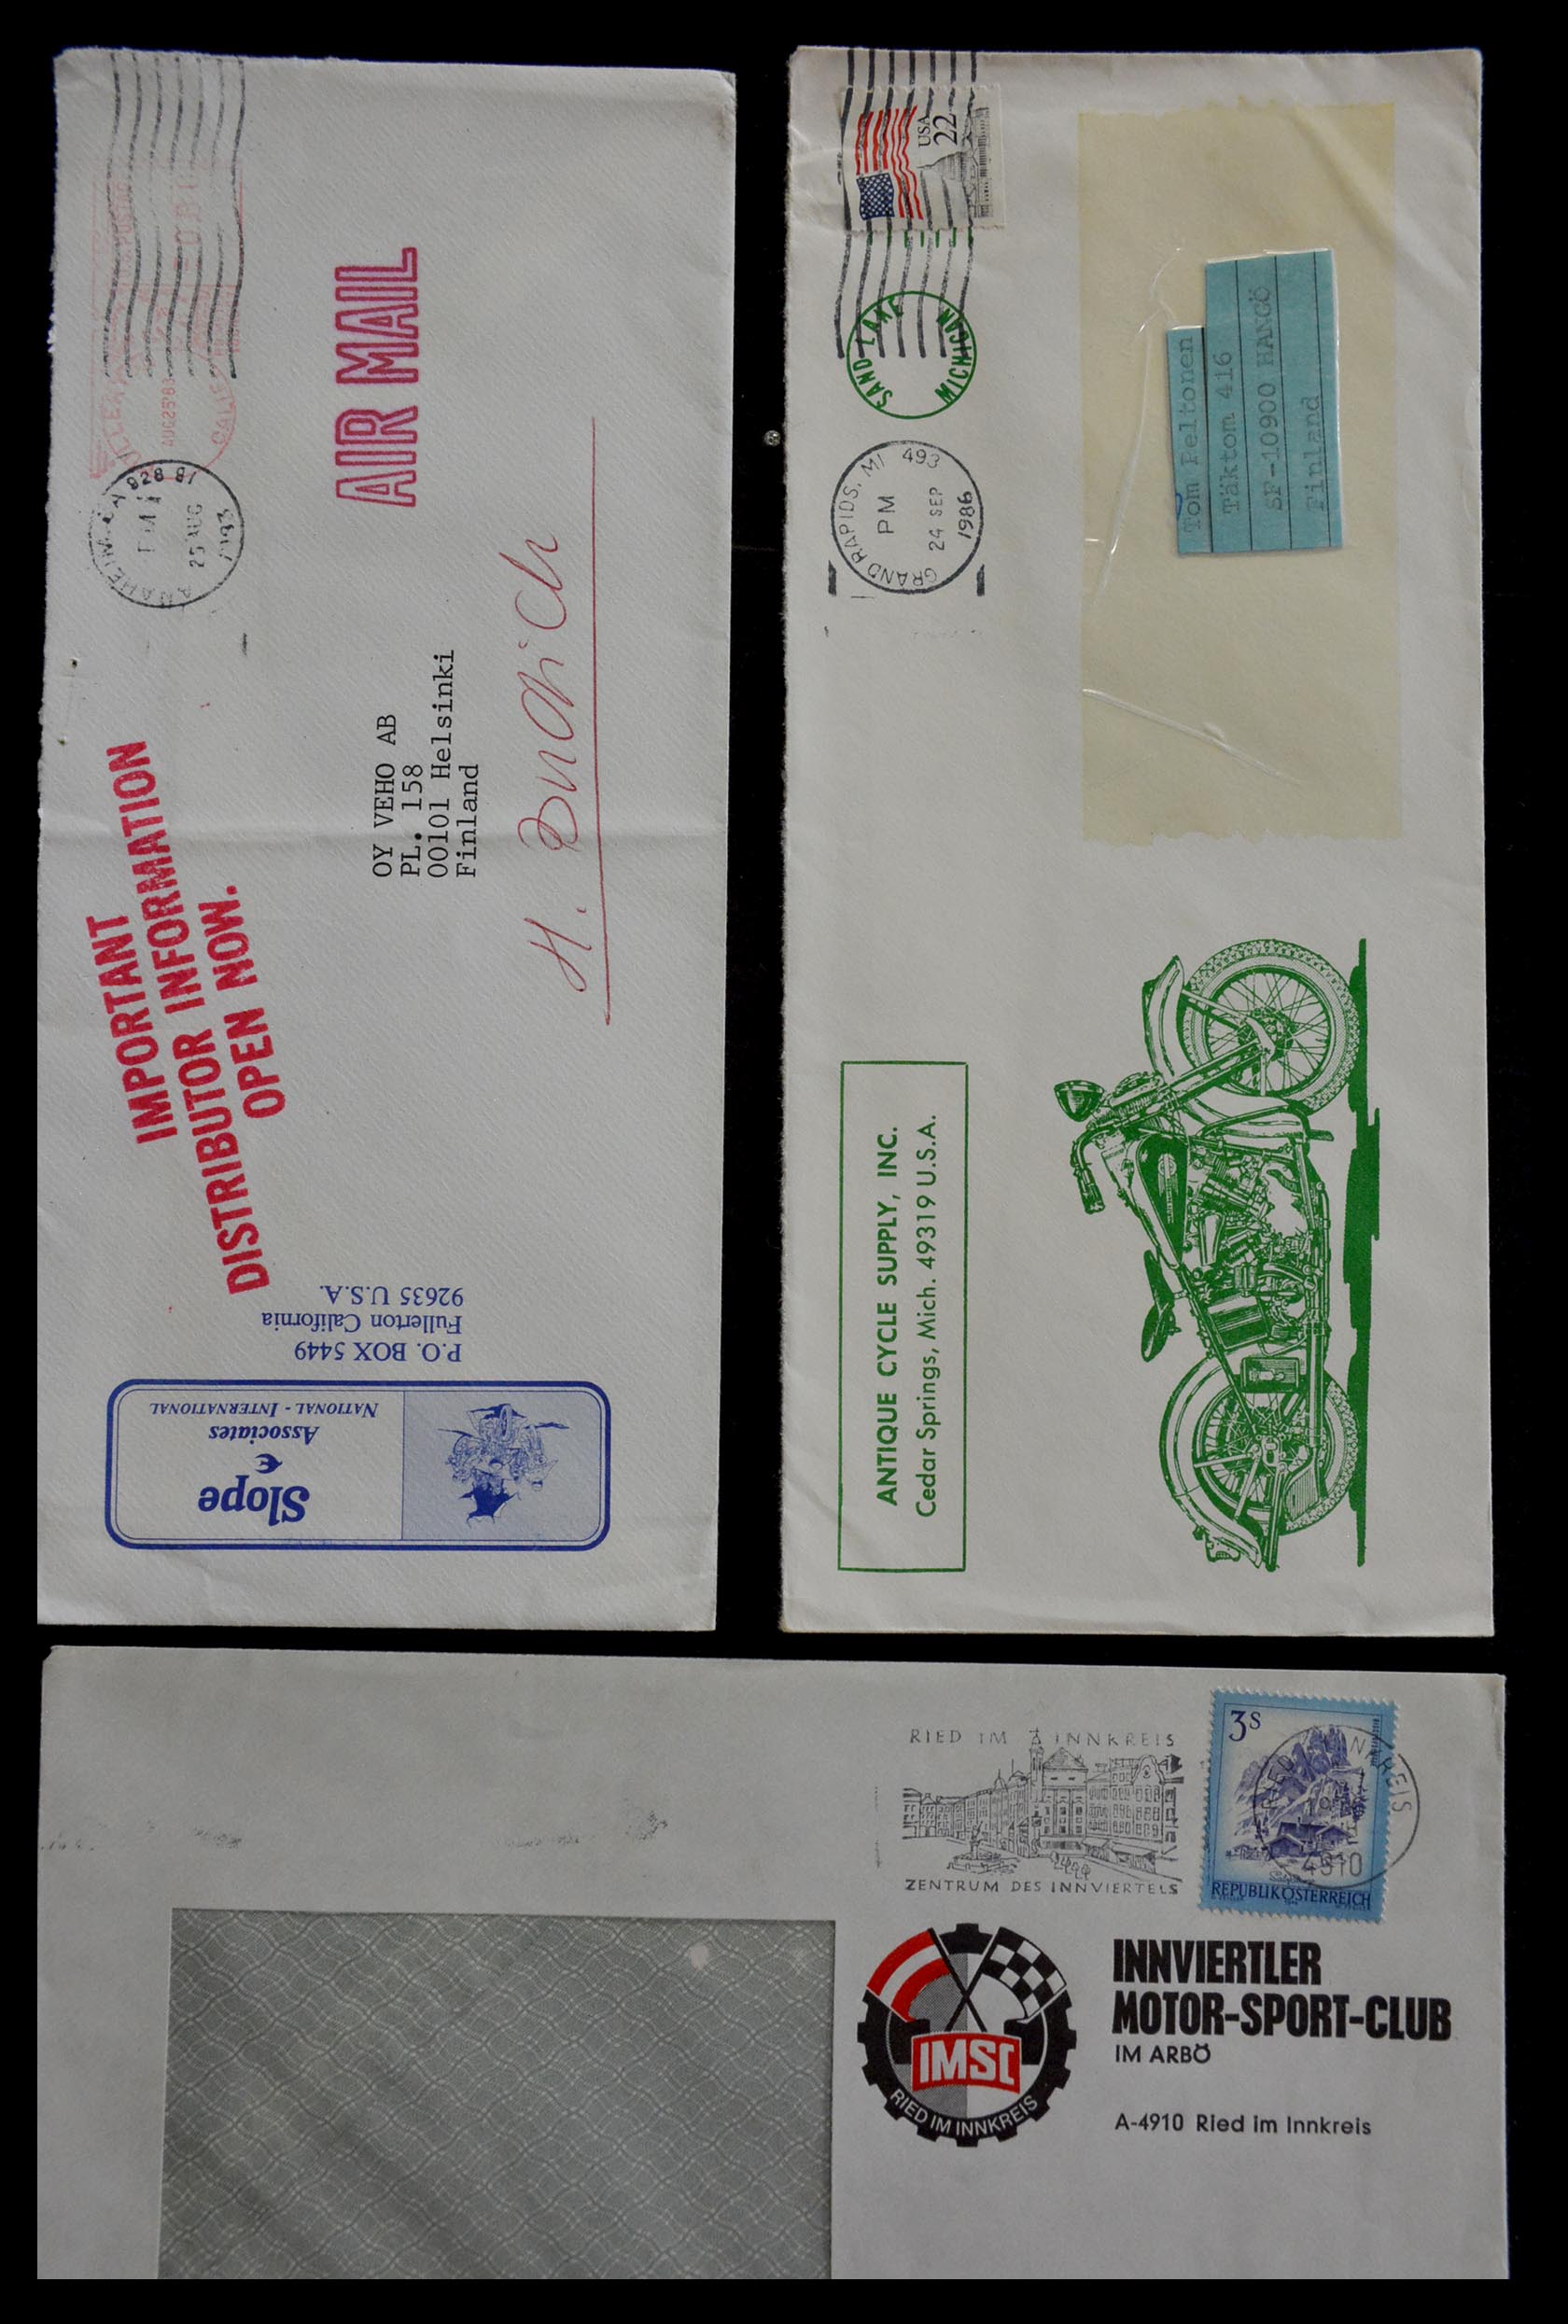 IMPORTANT
DISTRIBUTOR INFORMATION
OPEN NOW.
AUG25'83
CALIF
ANAHEIM, CA 928
PM
25 AUG
1983
AIR MAIL
OY VEHO AB
PL. 158
00101 Helsinki
Finland
Slope
Associates
NATIONAL - INTERNATIONAL
P.O. BOX 5449
Fullerton California
92635 U.S.A.
ANTIQUE CYCLE SUPPLY, INC.
Cedar Springs, Mich. 49319 U.S.A.
GRAND RAPIDS, MI 493
PM
24 SEP
1986
SAND LAKE
MICHIGAN
USA
22
Tom Peltonen
Täktom 416
SF-10900 HANGÖ
Finland
RIED IM INNKREIS
ZENTRUM DES INNVIERTELS
3S
REPUBLIK ÖSTERREICH
4910
IMSC
RIED IM INNKREIS
INNVIERTLER
MOTOR-SPORT-CLUB
IM ARBÖ
A-4910 Ried im Innkreis